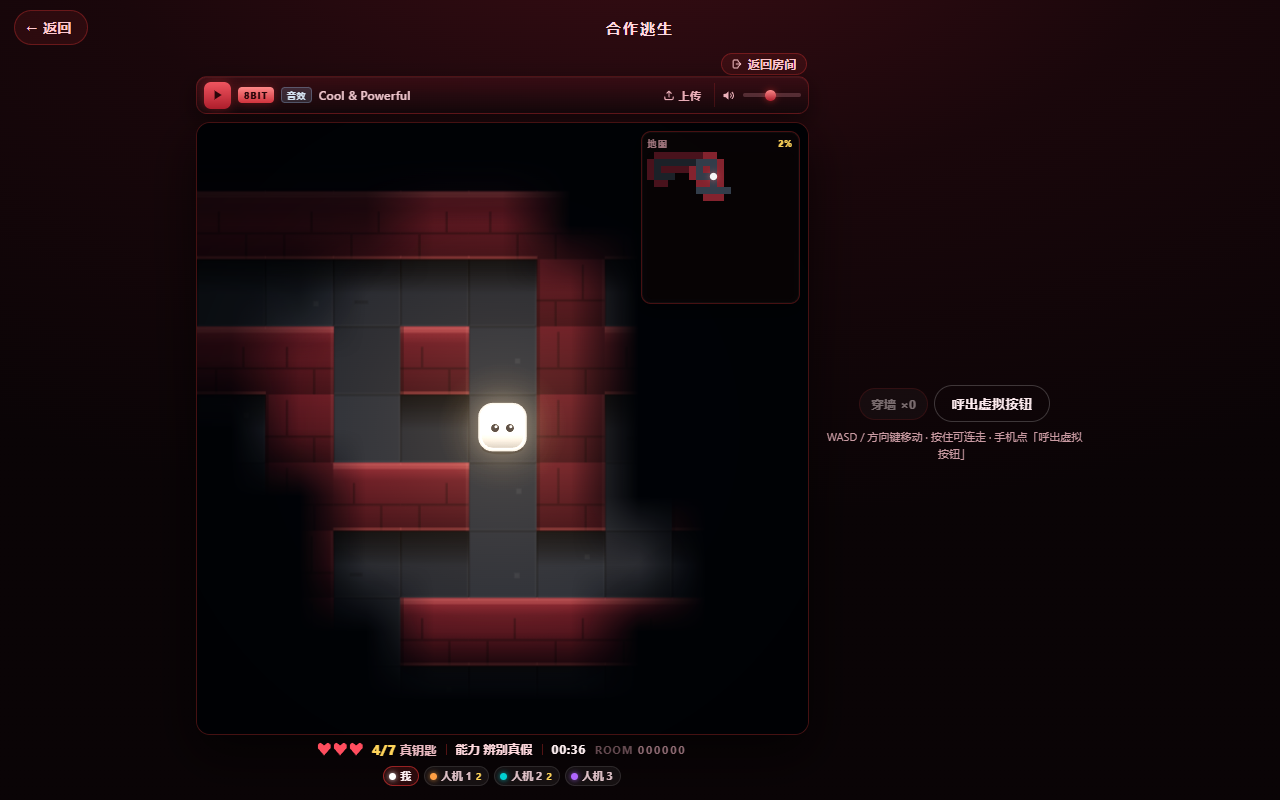 ← 返回
合作逃生
返回房间
8BIT 音效 Cool & Powerful 上传
地图 2%
穿墙 ×0 呼出虚拟按钮
WASD / 方向键移动 · 按住可连走 · 手机点「呼出虚拟
按钮」
4/7 真钥匙 能力 辨别真假 00:36 ROOM 000000
我 人机 1 2 人机 2 2 人机 3